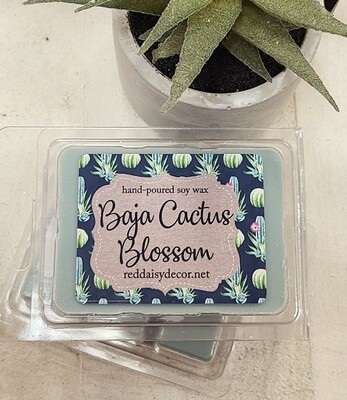 hand-poured soy wax
Baja Cactus
Blossom
reddaisydecor.net